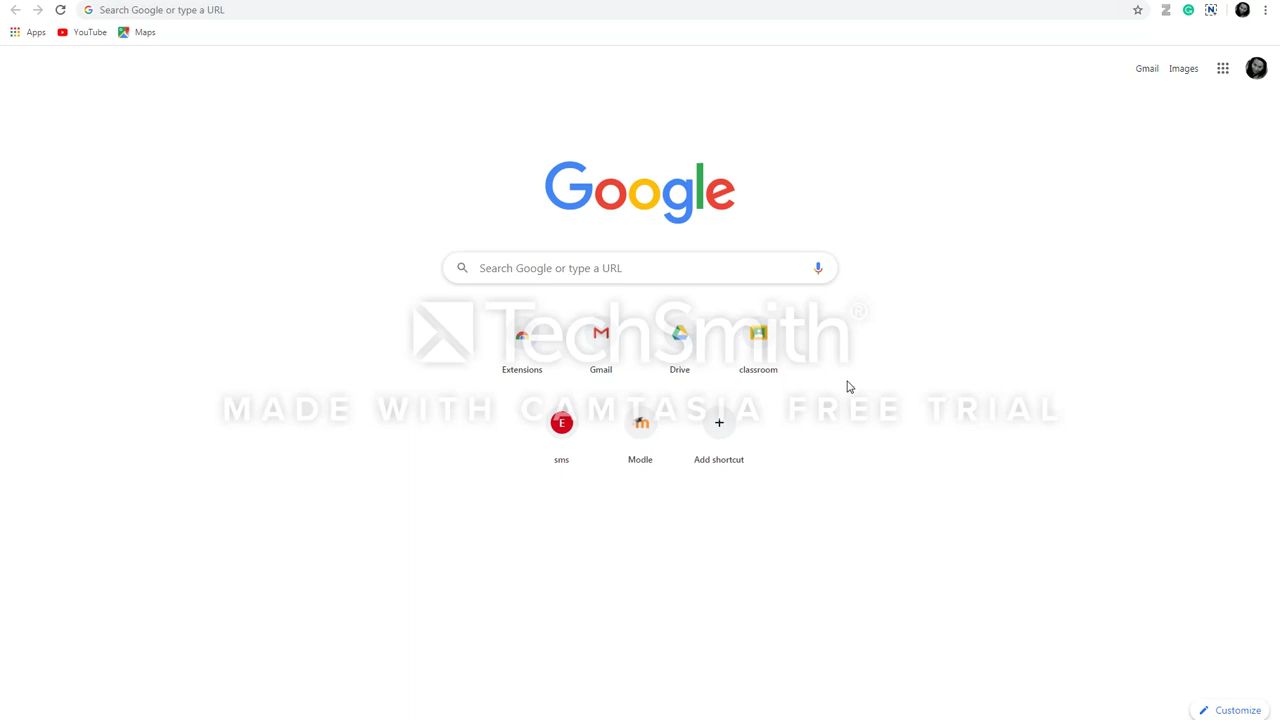 Search Google or type a URL
Apps YouTube Maps
Gmail Images
Google
Search Google or type a URL
TechSmith®
Extensions Gmail Drive classroom
MADE WITH CAMTASIA FREE TRIAL
E
sms Modle Add shortcut
Customize